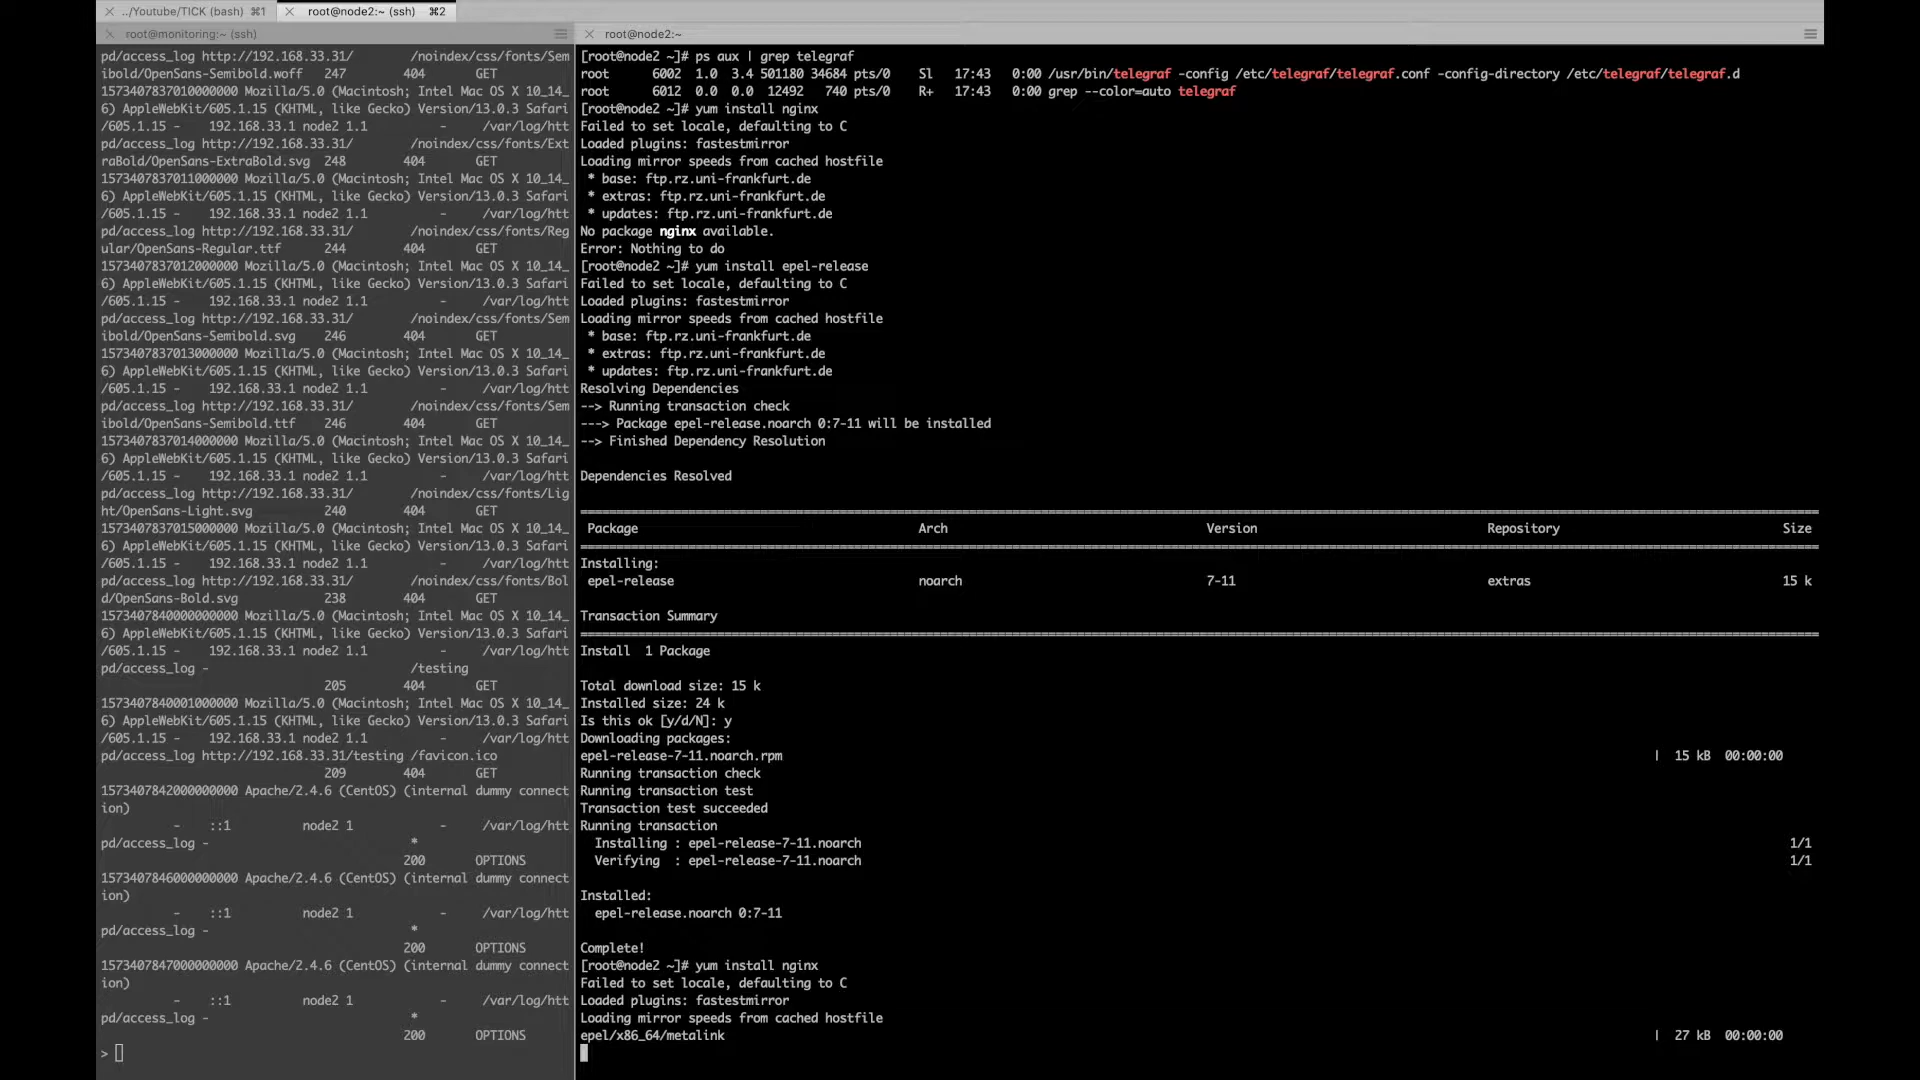 ../Youtube/TICK (bash) ⌘1
root@node2:~ (ssh) ⌘2
root@monitoring:~ (ssh)
pd/access_log http://192.168.33.31/ /noindex/css/fonts/Sem
ibold/OpenSans-Semibold.woff 247 404 GET
1573407837010000000 Mozilla/5.0 (Macintosh; Intel Mac OS X 10_14_
6) AppleWebKit/605.1.15 (KHTML, like Gecko) Version/13.0.3 Safari
/605.1.15 - 192.168.33.1 node2 1.1 - /var/log/htt
pd/access_log http://192.168.33.31/ /noindex/css/fonts/Ext
raBold/OpenSans-ExtraBold.svg 248 404 GET
1573407837011000000 Mozilla/5.0 (Macintosh; Intel Mac OS X 10_14_
6) AppleWebKit/605.1.15 (KHTML, like Gecko) Version/13.0.3 Safari
/605.1.15 - 192.168.33.1 node2 1.1 - /var/log/htt
pd/access_log http://192.168.33.31/ /noindex/css/fonts/Reg
ular/OpenSans-Regular.ttf 244 404 GET
1573407837012000000 Mozilla/5.0 (Macintosh; Intel Mac OS X 10_14_
6) AppleWebKit/605.1.15 (KHTML, like Gecko) Version/13.0.3 Safari
/605.1.15 - 192.168.33.1 node2 1.1 - /var/log/htt
pd/access_log http://192.168.33.31/ /noindex/css/fonts/Sem
ibold/OpenSans-Semibold.svg 246 404 GET
1573407837013000000 Mozilla/5.0 (Macintosh; Intel Mac OS X 10_14_
6) AppleWebKit/605.1.15 (KHTML, like Gecko) Version/13.0.3 Safari
/605.1.15 - 192.168.33.1 node2 1.1 - /var/log/htt
pd/access_log http://192.168.33.31/ /noindex/css/fonts/Sem
ibold/OpenSans-Semibold.ttf 246 404 GET
1573407837014000000 Mozilla/5.0 (Macintosh; Intel Mac OS X 10_14_
6) AppleWebKit/605.1.15 (KHTML, like Gecko) Version/13.0.3 Safari
/605.1.15 - 192.168.33.1 node2 1.1 - /var/log/htt
pd/access_log http://192.168.33.31/ /noindex/css/fonts/Lig
ht/OpenSans-Light.svg 240 404 GET
1573407837015000000 Mozilla/5.0 (Macintosh; Intel Mac OS X 10_14_
6) AppleWebKit/605.1.15 (KHTML, like Gecko) Version/13.0.3 Safari
/605.1.15 - 192.168.33.1 node2 1.1 - /var/log/htt
pd/access_log http://192.168.33.31/ /noindex/css/fonts/Bol
d/OpenSans-Bold.svg 238 404 GET
1573407840000000000 Mozilla/5.0 (Macintosh; Intel Mac OS X 10_14_
6) AppleWebKit/605.1.15 (KHTML, like Gecko) Version/13.0.3 Safari
/605.1.15 - 192.168.33.1 node2 1.1 - /var/log/htt
pd/access_log - /testing
205 404 GET
1573407840001000000 Mozilla/5.0 (Macintosh; Intel Mac OS X 10_14_
6) AppleWebKit/605.1.15 (KHTML, like Gecko) Version/13.0.3 Safari
/605.1.15 - 192.168.33.1 node2 1.1 - /var/log/htt
pd/access_log http://192.168.33.31/testing /favicon.ico
209 404 GET
1573407842000000000 Apache/2.4.6 (CentOS) (internal dummy connect
ion)
- ::1 node2 1 - /var/log/htt
pd/access_log - *
200 OPTIONS
1573407846000000000 Apache/2.4.6 (CentOS) (internal dummy connect
ion)
- ::1 node2 1 - /var/log/htt
pd/access_log - *
200 OPTIONS
1573407847000000000 Apache/2.4.6 (CentOS) (internal dummy connect
ion)
- ::1 node2 1 - /var/log/htt
pd/access_log - *
200 OPTIONS
>
root@node2:~
[root@node2 ~]# ps aux | grep telegraf
root 6002 1.0 3.4 501180 34684 pts/0 Sl 17:43 0:00 /usr/bin/telegraf -config /etc/telegraf/telegraf.conf -config-directory /etc/telegraf/telegraf.d
root 6012 0.0 0.0 12492 740 pts/0 R+ 17:43 0:00 grep --color=auto telegraf
[root@node2 ~]# yum install nginx
Failed to set locale, defaulting to C
Loaded plugins: fastestmirror
Loading mirror speeds from cached hostfile
* base: ftp.rz.uni-frankfurt.de
* extras: ftp.rz.uni-frankfurt.de
* updates: ftp.rz.uni-frankfurt.de
No package nginx available.
Error: Nothing to do
[root@node2 ~]# yum install epel-release
Failed to set locale, defaulting to C
Loaded plugins: fastestmirror
Loading mirror speeds from cached hostfile
* base: ftp.rz.uni-frankfurt.de
* extras: ftp.rz.uni-frankfurt.de
* updates: ftp.rz.uni-frankfurt.de
Resolving Dependencies
--> Running transaction check
---> Package epel-release.noarch 0:7-11 will be installed
--> Finished Dependency Resolution
Dependencies Resolved
Package Arch Version Repository Size
Installing:
epel-release noarch 7-11 extras 15 k
Transaction Summary
Install 1 Package
Total download size: 15 k
Installed size: 24 k
Is this ok [y/d/N]: y
Downloading packages:
epel-release-7-11.noarch.rpm | 15 kB 00:00:00
Running transaction check
Running transaction test
Transaction test succeeded
Running transaction
Installing : epel-release-7-11.noarch 1/1
Verifying : epel-release-7-11.noarch 1/1
Installed:
epel-release.noarch 0:7-11
Complete!
[root@node2 ~]# yum install nginx
Failed to set locale, defaulting to C
Loaded plugins: fastestmirror
Loading mirror speeds from cached hostfile
epel/x86_64/metalink | 27 kB 00:00:00